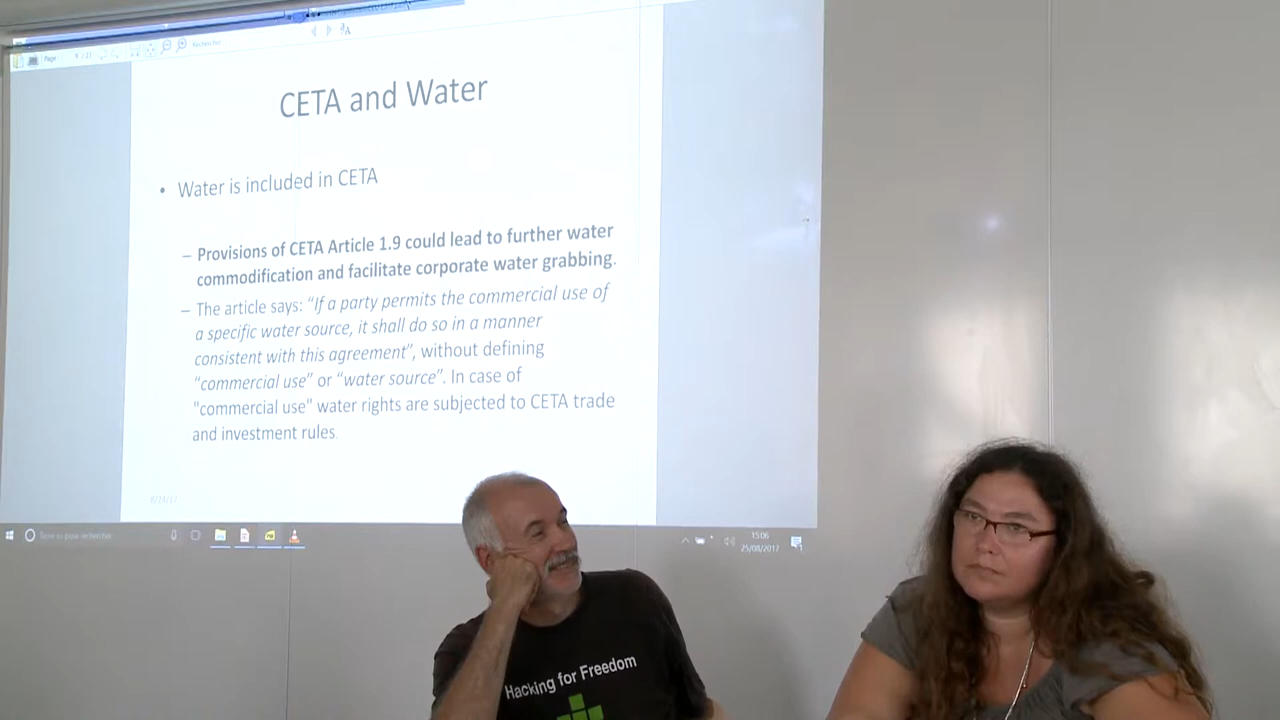 Page
Rechercher
CETA and Water
• Water is included in CETA
– Provisions of CETA Article 1.9 could lead to further water
commodification and facilitate corporate water grabbing.
– The article says: “If a party permits the commercial use of
a specific water source, it shall do so in a manner
consistent with this agreement”, without defining
“commercial use” or “water source”. In case of
"commercial use" water rights are subjected to CETA trade
and investment rules.
15:06
25/08/2017
Hacking for Freedom